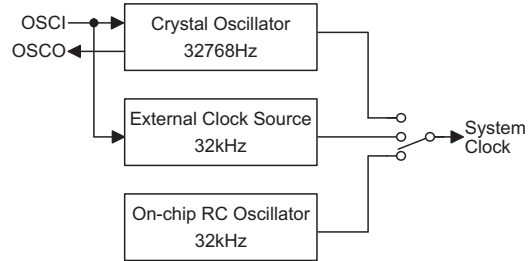 OSCI
OSCO
Crystal Oscillator
32768Hz
External Clock Source
32kHz
On-chip RC Oscillator
32kHz
System
Clock